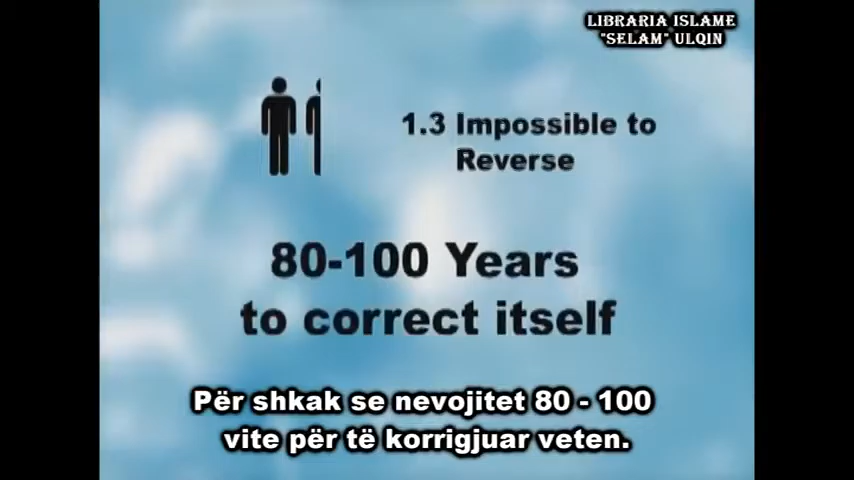 LIBRARIA ISLAME
"SELAM" ULQIN
1.3 Impossible to
Reverse
80-100 Years
to correct itself
Për shkak se nevojitet 80 - 100
vite për të korrigjuar veten.